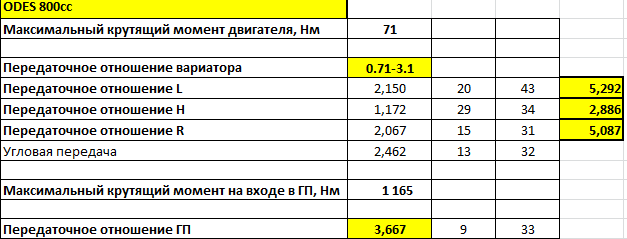 ODES 800cc
Максимальный крутящий момент двигателя, Нм 71
Передаточное отношение вариатора 0.71-3.1
Передаточное отношение L 2,150 20 43 5,292
Передаточное отношение H 1,172 29 34 2,886
Передаточное отношение R 2,067 15 31 5,087
Угловая передача 2,462 13 32
Максимальный крутящий момент на входе в ГП, Нм 1 165
Передаточное отношение ГП 3,667 9 33